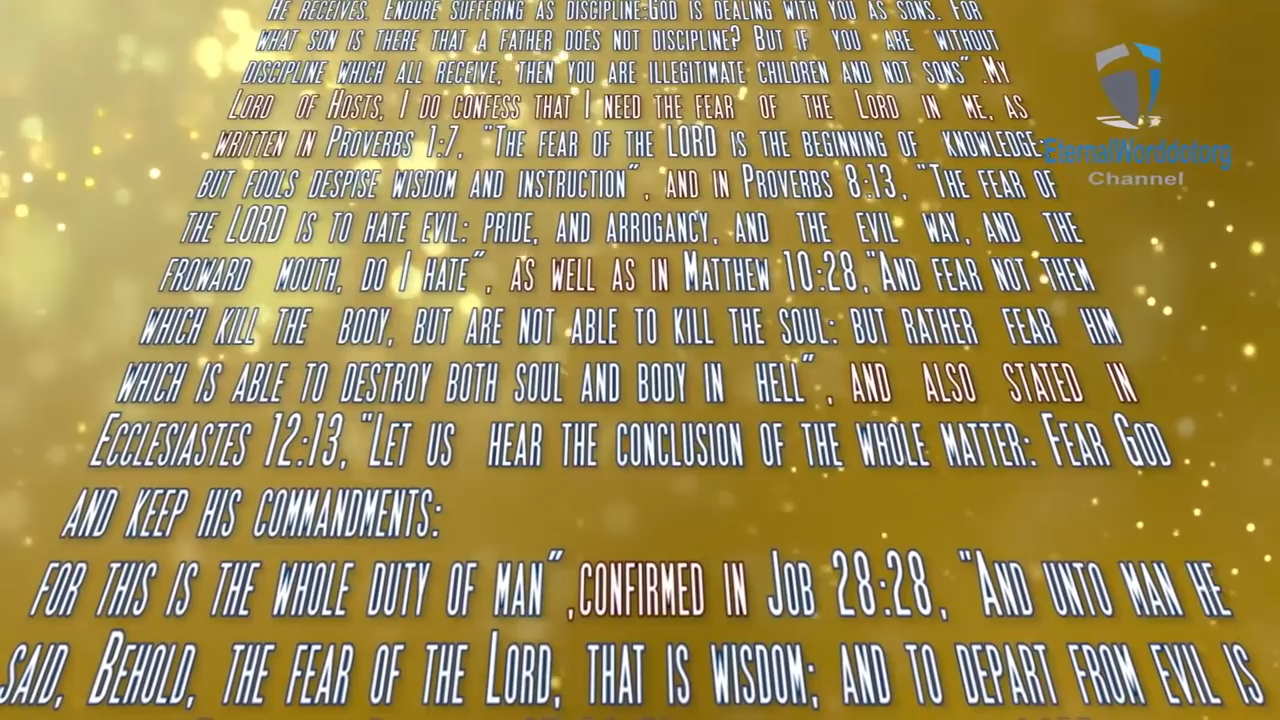 He receives. Endure suffering as discipline:God is dealing with you as sons. For
what son is there that a father does not discipline? But if you are without
discipline which all receive, then you are illegitimate children and not sons" .My
Lord of Hosts, I do confess that I need the fear of the Lord in me, as
written in Proverbs 1:7, "The fear of the LORD is the beginning of knowledge:
but fools despise wisdom and instruction", and in Proverbs 8:13, "The fear of
the LORD is to hate evil: pride, and arrogancy, and the evil way, and the
froward mouth, do I hate", as well as in Matthew 10:28,"And fear not them
which kill the body, but are not able to kill the soul: but rather fear him
which is able to destroy both soul and body in hell", and also stated in
Ecclesiastes 12:13, "Let us hear the conclusion of the whole matter: Fear God
and keep his commandments:
for this is the whole duty of man",confirmed in Job 28:28, "And unto man he
said, Behold, the fear of the Lord, that is wisdom; and to depart from evil is
EternalWorddotorg
Channel